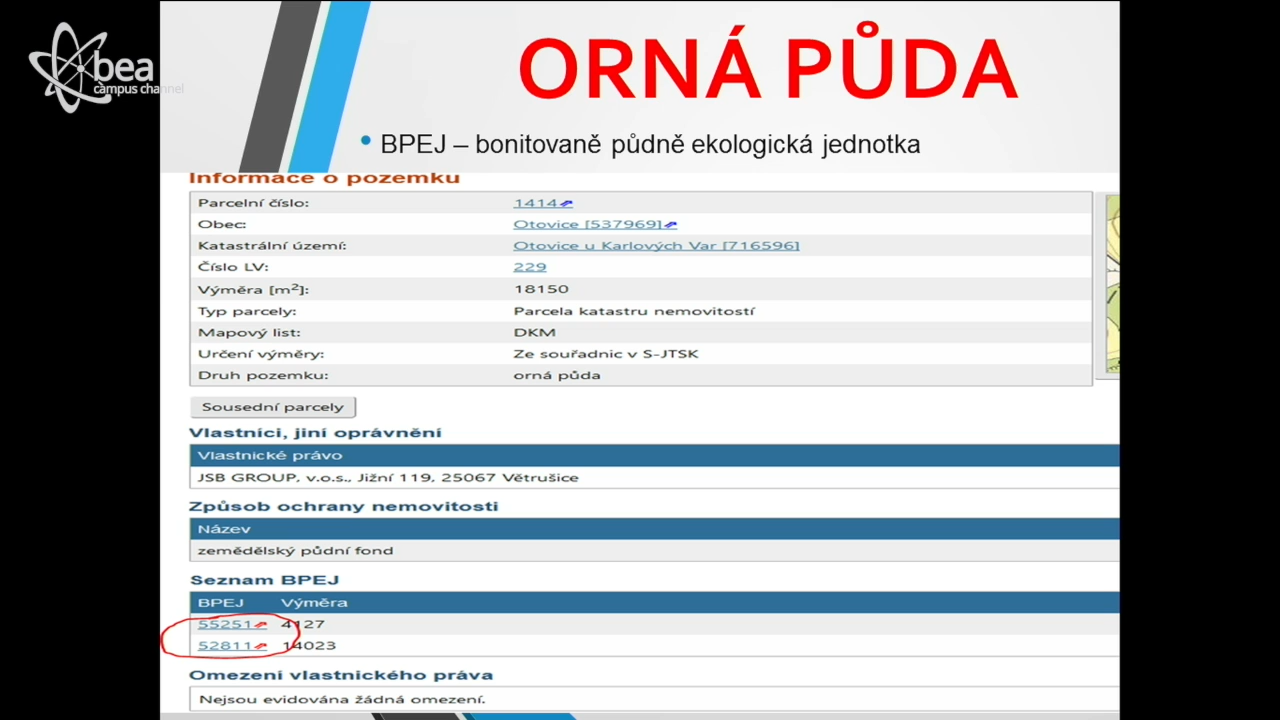 bea
campus channel
ORNÁ PŮDA
• BPEJ – bonitovaně půdně ekologická jednotka
Informace o pozemku
Parcelní číslo: 1414
Obec: Otovice [537969]
Katastrální území: Otovice u Karlových Var [716596]
Číslo LV: 229
Výměra [m²]: 18150
Typ parcely: Parcela katastru nemovitostí
Mapový list: DKM
Určení výměry: Ze souřadnic v S-JTSK
Druh pozemku: orná půda
Sousední parcely
Vlastníci, jiní oprávnění
Vlastnické právo
JSB GROUP, v.o.s., Jižní 119, 25067 Větrušice
Způsob ochrany nemovitosti
Název
zemědělský půdní fond
Seznam BPEJ
BPEJ Výměra
55251 4127
52811 14023
Omezení vlastnického práva
Nejsou evidována žádná omezení.